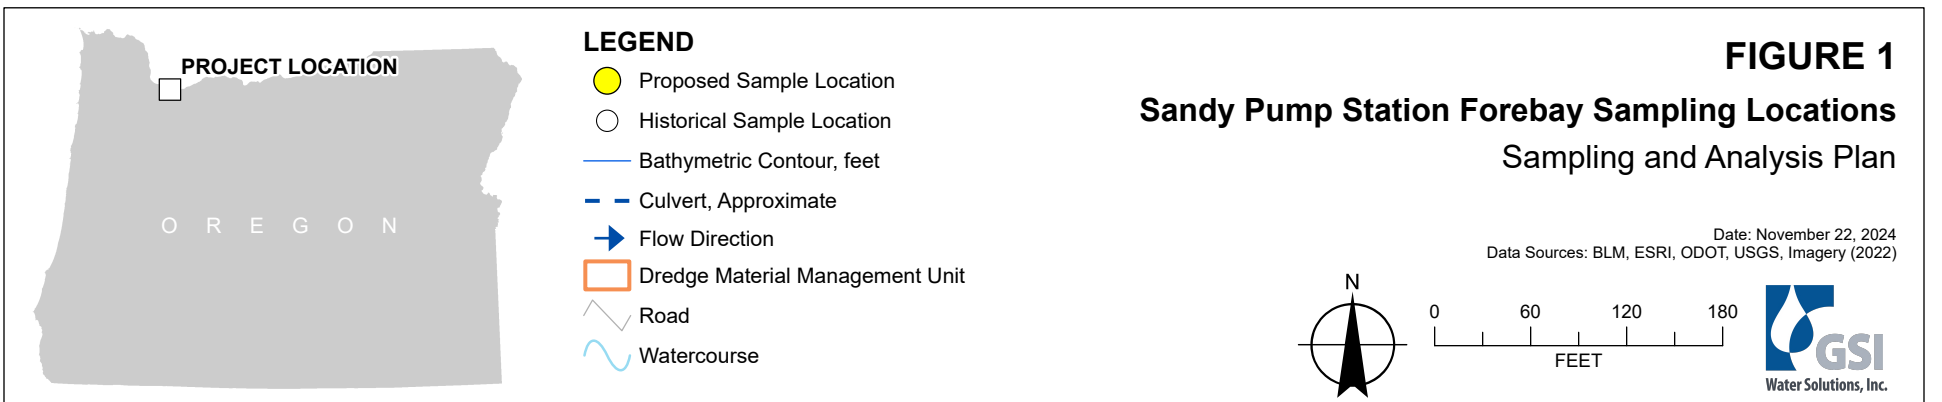 PROJECT LOCATION
O R E G O N
LEGEND
Proposed Sample Location
Historical Sample Location
Bathymetric Contour, feet
Culvert, Approximate
Flow Direction
Dredge Material Management Unit
Road
Watercourse
FIGURE 1
Sandy Pump Station Forebay Sampling Locations
Sampling and Analysis Plan
Date: November 22, 2024
Data Sources: BLM, ESRI, ODOT, USGS, Imagery (2022)
N
0 60 120 180
FEET
GSI
Water Solutions, Inc.